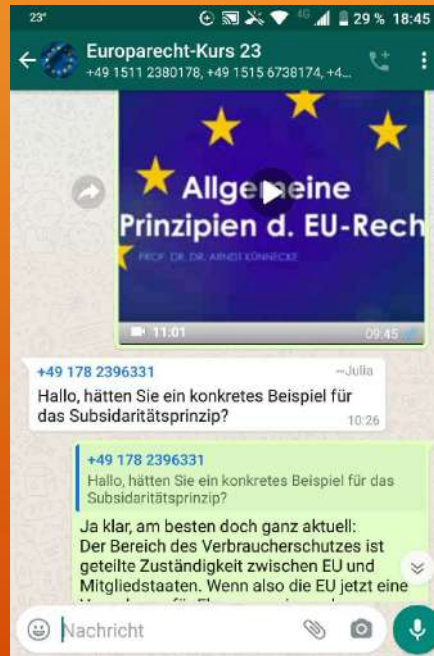 23°
4G 29 % 18:45
Europarecht-Kurs 23
+49 1511 2380178, +49 1515 6738174, +4...
Allgemeine
Prinzipien d. EU-Rech
PROF. DR. DR. ARNDT KÜNNECKE
11:01
09:45
+49 178 2396331
~Julia
Hallo, hätten Sie ein konkretes Beispiel für
das Subsidaritätsprinzip?
10:26
+49 178 2396331
Hallo, hätten Sie ein konkretes Beispiel für das
Subsidaritätsprinzip?
Ja klar, am besten doch ganz aktuell:
Der Bereich des Verbraucherschutzes ist
geteilte Zuständigkeit zwischen EU und
Mitgliedstaaten. Wenn also die EU jetzt eine
Nachricht